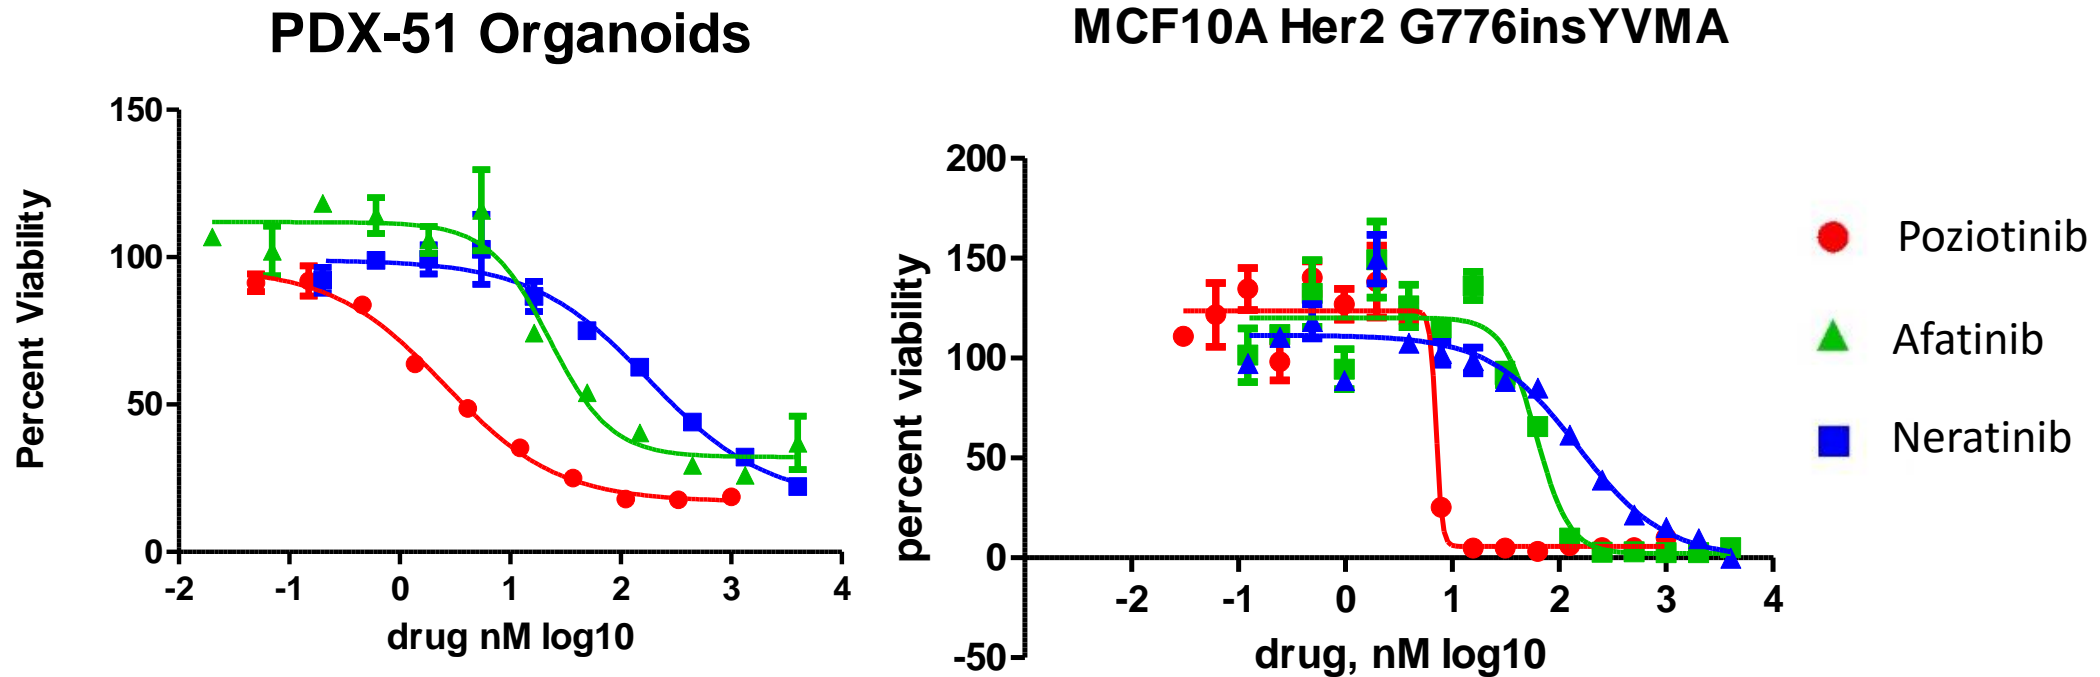 PDX-51 Organoids
150
100
50
0
-2 -1 0 1 2 3 4
Percent Viability
drug nM log10
MCF10A Her2 G776insYVMA
200
150
100
50
0
-50
-2 -1 0 1 2 3 4
percent viability
drug, nM log10
Poziotinib
Afatinib
Neratinib